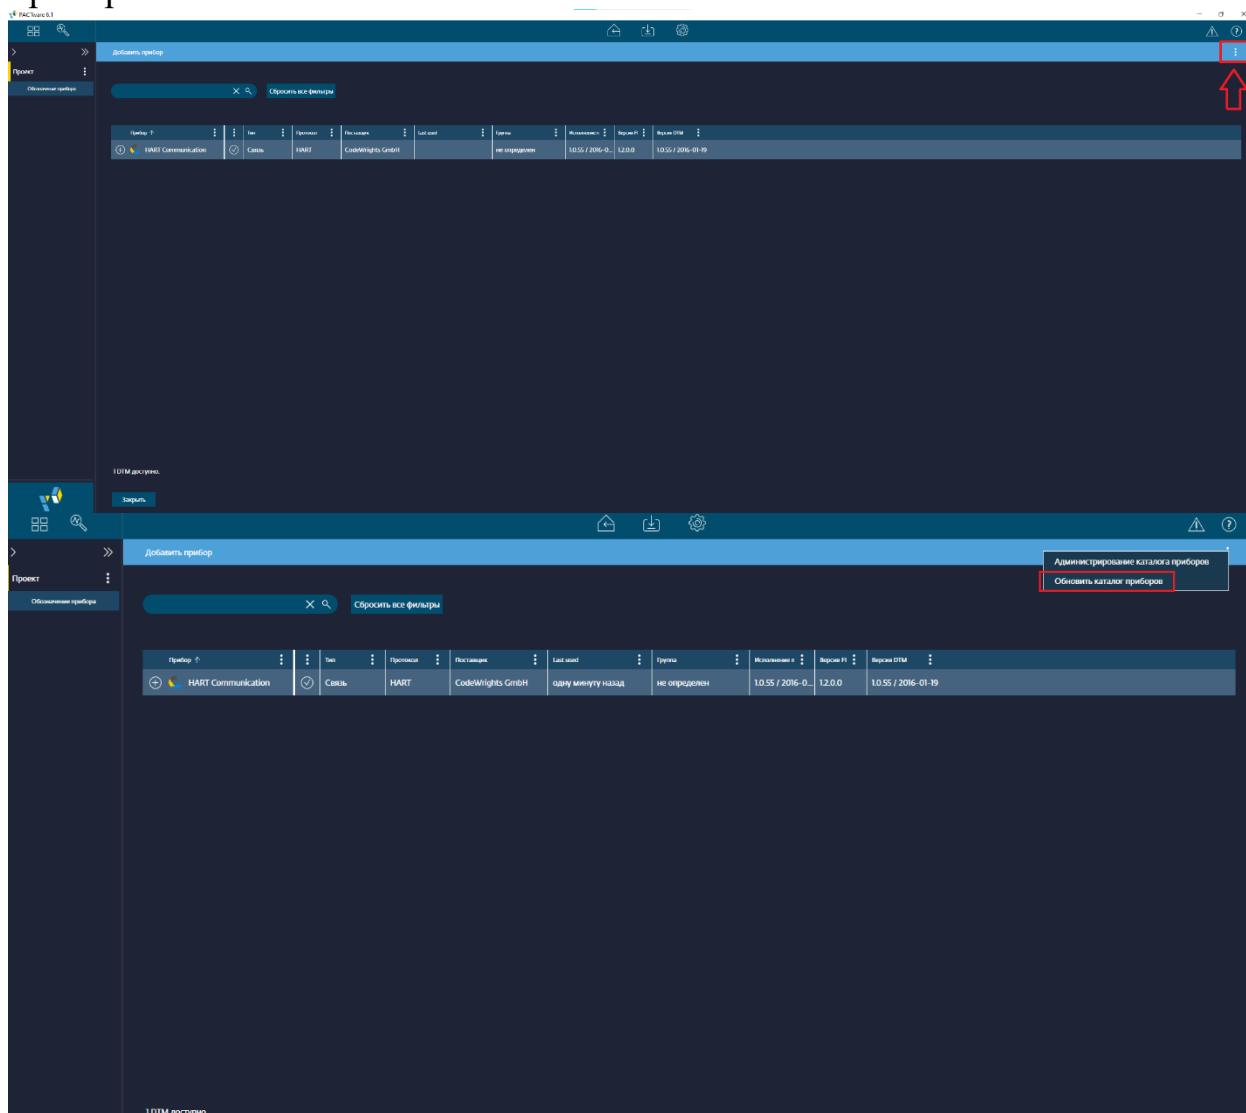 PACTware 6.1
Добавить прибор
Проект
Обозначение прибора
Сбросить все фильтры
Прибор Тип Протокол Поставщик Last used Группа Исполнение п Версия FI Версия DTM
HART Communication Связь HART CodeWrights GmbH не определен 1.0.55 / 2016-0... 1.2.0.0 1.0.55 / 2016-01-19
1 DTM доступно.
Закрыть
Добавить прибор
Администрирование каталога приборов
Обновить каталог приборов
Проект
Обозначение прибора
Сбросить все фильтры
Прибор Тип Протокол Поставщик Last used Группа Исполнение п Версия FI Версия DTM
HART Communication Связь HART CodeWrights GmbH одну минуту назад не определен 1.0.55 / 2016-0... 1.2.0.0 1.0.55 / 2016-01-19
1 DTM доступно.